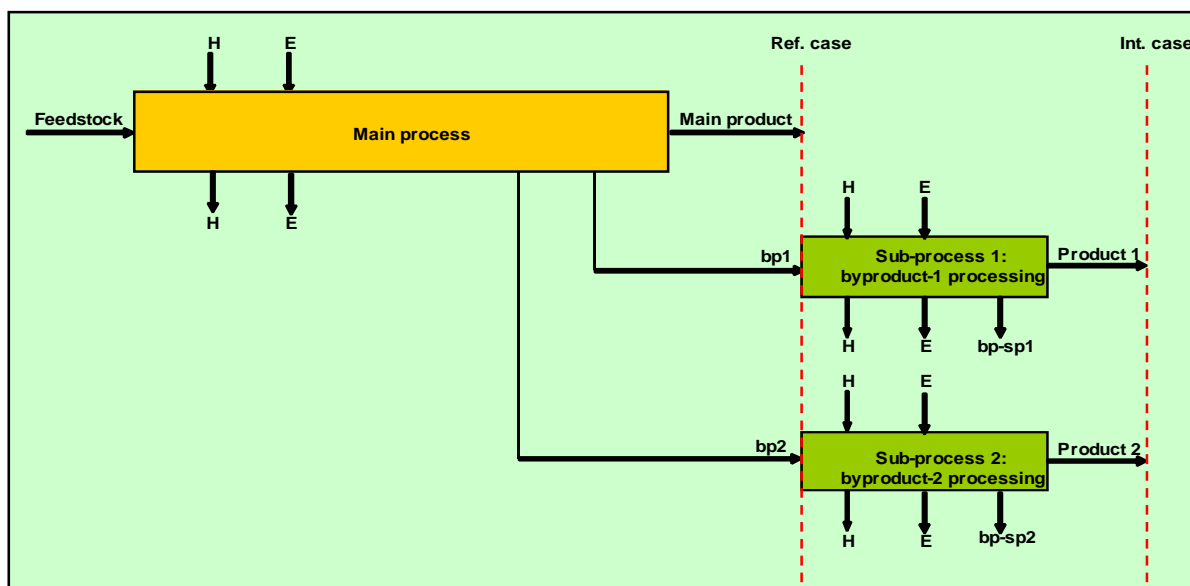 H
E
Ref. case
Int. case
Feedstock
Main process
Main product
H
E
H
E
bp1
Sub-process 1:
byproduct-1 processing
Product 1
H
E
bp-sp1
H
E
bp2
Sub-process 2:
byproduct-2 processing
Product 2
H
E
bp-sp2